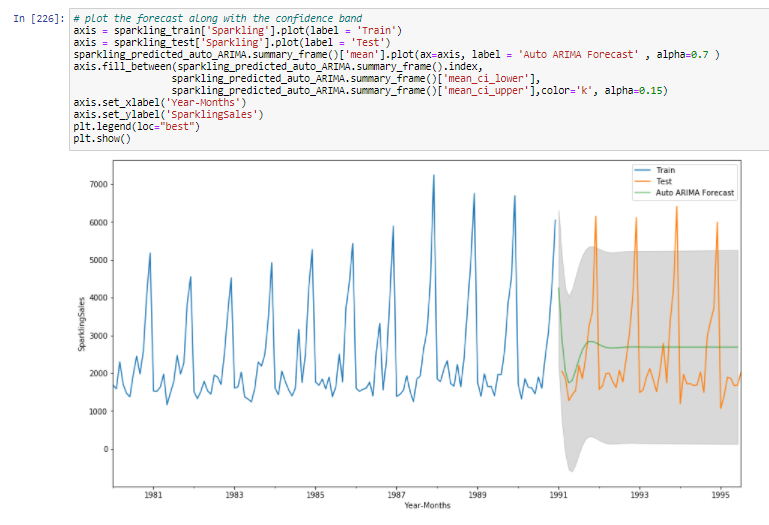 In [226]: # plot the forecast along with the confidence band
axis = sparkling_train['Sparkling'].plot(label = 'Train')
axis = sparkling_test['Sparkling'].plot(label = 'Test')
sparkling_predicted_auto_ARIMA.summary_frame()['mean'].plot(ax=axis, label = 'Auto ARIMA Forecast' , alpha=0.7 )
axis.fill_between(sparkling_predicted_auto_ARIMA.summary_frame().index,
sparkling_predicted_auto_ARIMA.summary_frame()['mean_ci_lower'],
sparkling_predicted_auto_ARIMA.summary_frame()['mean_ci_upper'],color='k', alpha=0.15)
axis.set_xlabel('Year-Months')
axis.set_ylabel('SparklingSales')
plt.legend(loc="best")
plt.show()
Train
Test
Auto ARIMA Forecast
7000
6000
5000
4000
3000
2000
1000
0
SparklingSales
1981 1983 1985 1987 1989 1991 1993 1995
Year-Months